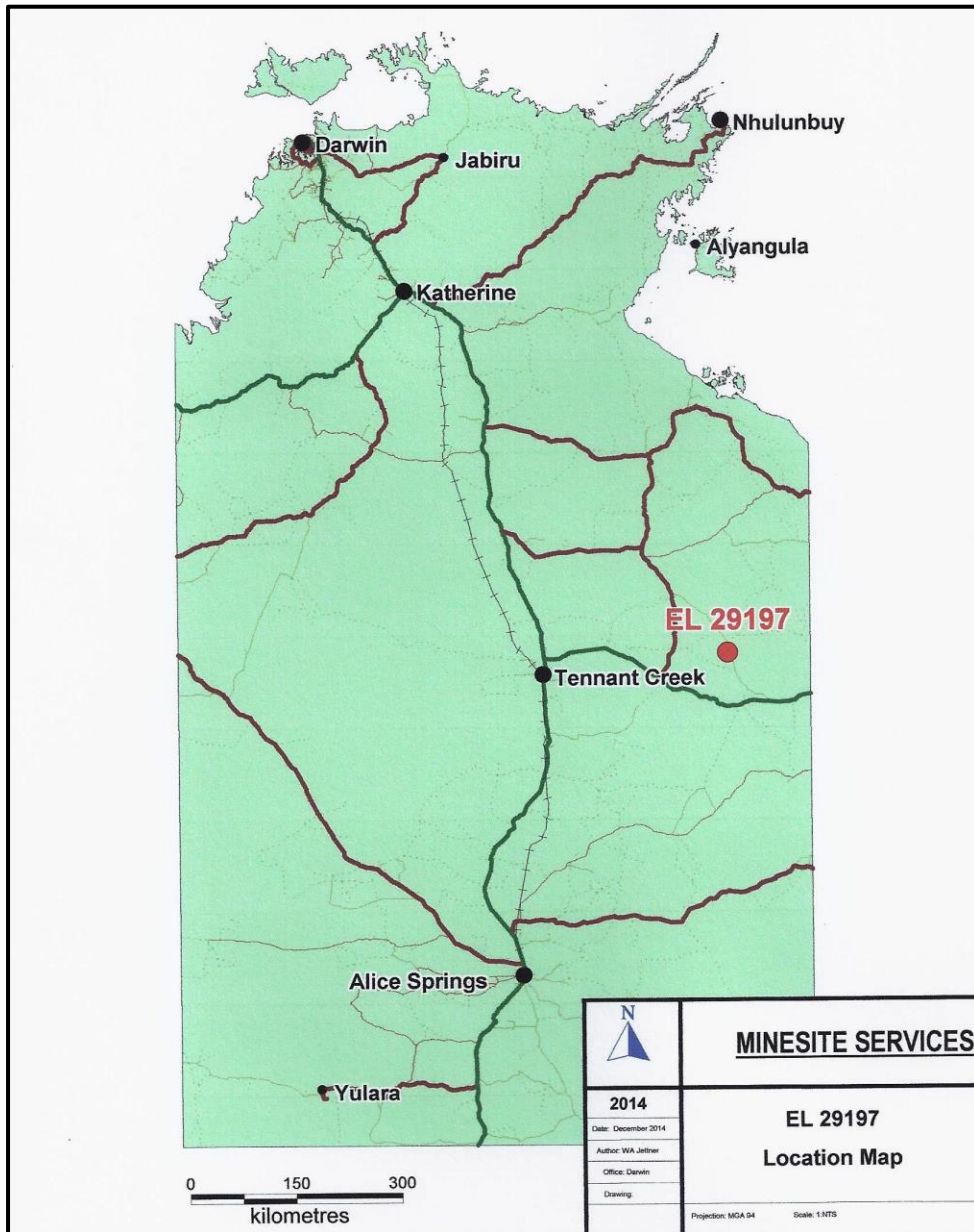 Darwin
Jabiru
Nhulunbuy
Alyangula
Katherine
EL 29197
Tennant Creek
Alice Springs
Yulara
0 150 300
kilometres
N
MINESITE SERVICES
2014
Date: December 2014
Author: WA Jettner
Office: Darwin
Drawing:
EL 29197
Location Map
Projection: MGA 94 Scale: 1:NTS